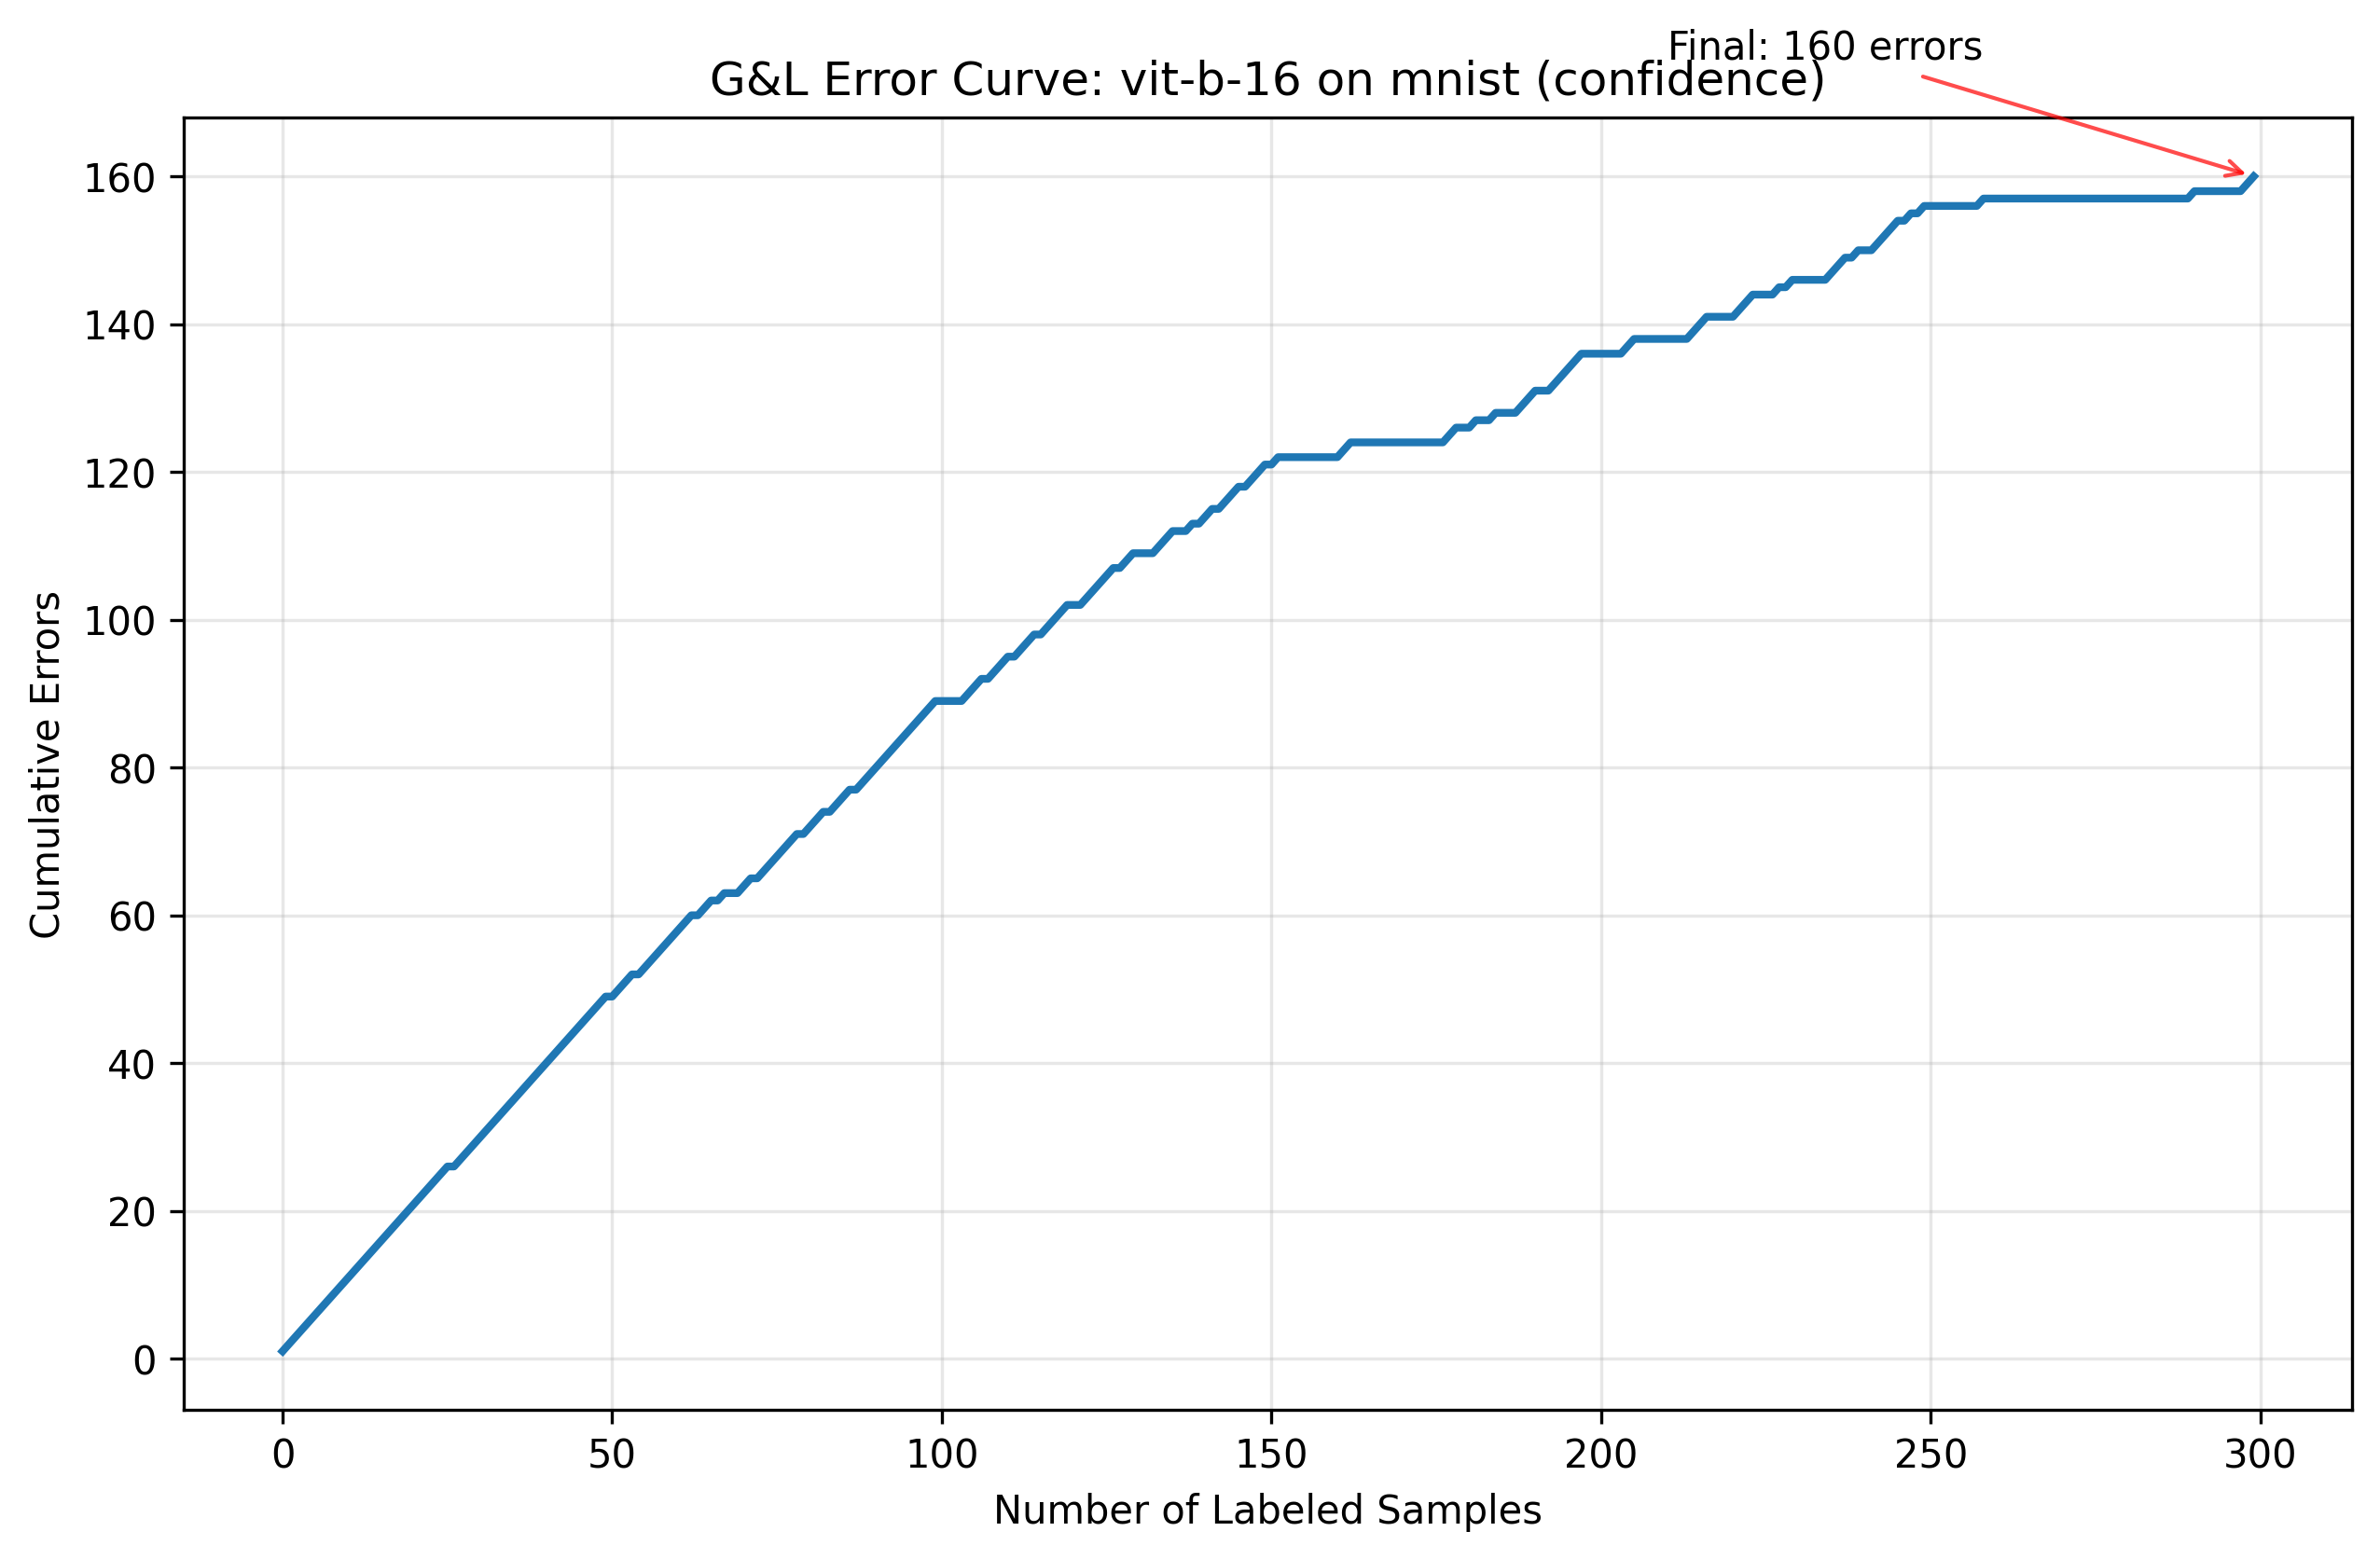 Final: 160 errors
G&L Error Curve: vit-b-16 on mnist (confidence)
160
140
120
100
80
60
40
20
0
Cumulative Errors
0 50 100 150 200 250 300
Number of Labeled Samples